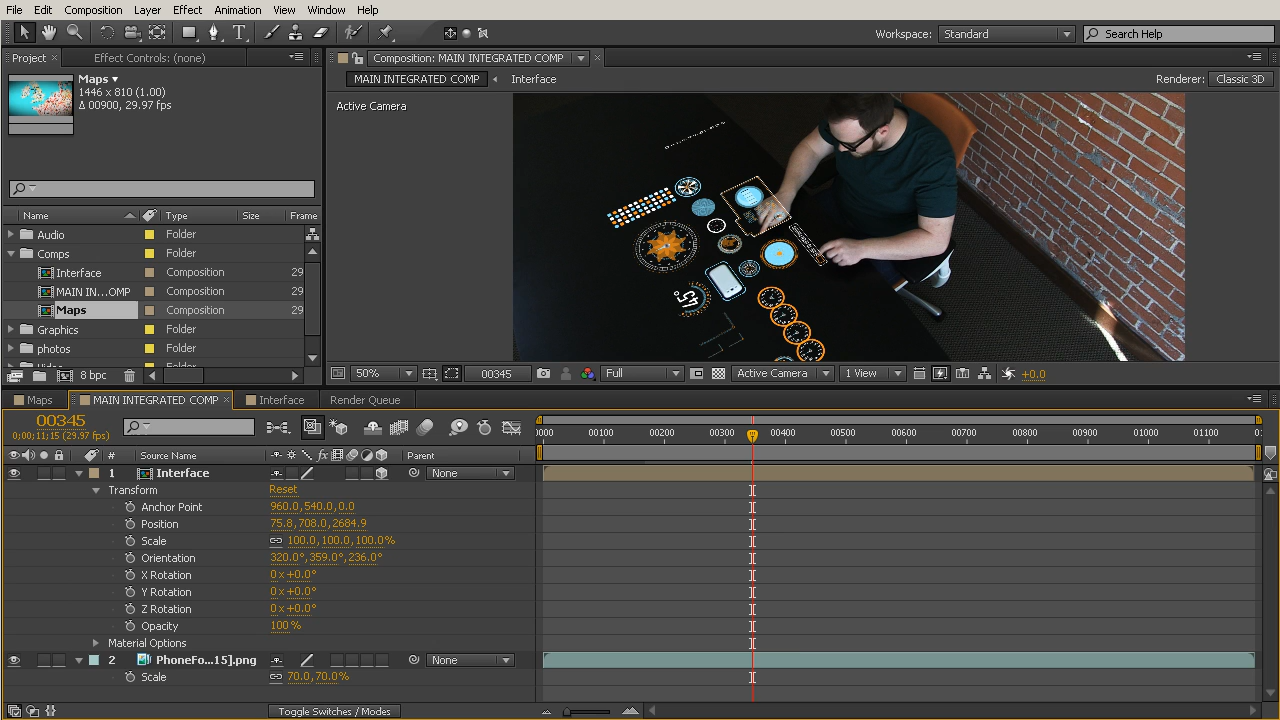 File Edit Composition Layer Effect Animation View Window Help
Workspace: Standard Search Help
Project × Effect Controls: (none) Composition: MAIN INTEGRATED COMP ×
Maps
1446 x 810 (1.00)
Δ 00900, 29.97 fps
MAIN INTEGRATED COMP Interface Renderer: Classic 3D
Active Camera
45°
Name Type Size Frame
Audio Folder
Comps Folder
Interface Composition 29
MAIN IN...OMP Composition 29
Maps Composition 29
Graphics Folder
photos Folder
8 bpc 50% 00345 Full Active Camera 1 View +0.0
Maps MAIN INTEGRATED COMP × Interface Render Queue
00345
0;00;11;15 (29.97 fps)
0000 00100 00200 00300 00400 00500 00600 00700 00800 00900 01000 01100
# Source Name Parent
1 Interface None
Transform Reset
Anchor Point 960.0,540.0,0.0
Position 75.8,708.0,2684.9
Scale 100.0,100.0,100.0%
Orientation 320.0°,359.0°,236.0°
X Rotation 0x+0.0°
Y Rotation 0x+0.0°
Z Rotation 0x+0.0°
Opacity 100%
Material Options
2 PhoneFo...15].png None
Scale 70.0,70.0%
Toggle Switches / Modes